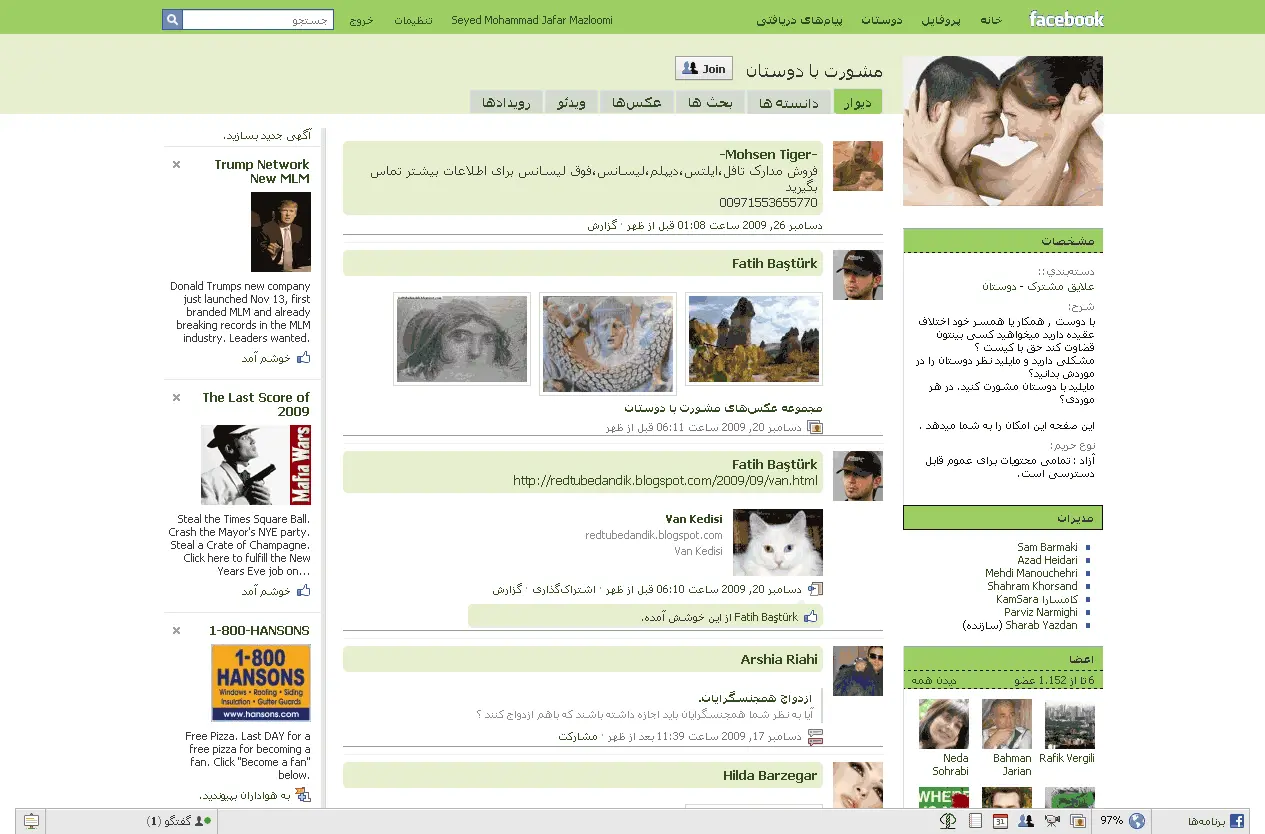 facebook
خانه
پروفایل
دوستان
پیام‌های دریافتی
Seyed Mohammad Jafar Mazloomi
تنظیمات
خروج
جستجو
مشورت با دوستان
Join
دیوار
دانسته ها
بحث ها
عکس‌ها
ویدئو
رویدادها
مشخصات
دسته‌بندی::
علایق مشترک - دوستان
شرح:
با دوست , همکار یا همسر خود اختلاف
عقیده دارید میخواهید کسی بینتون
قضاوت کند حق با کیست ؟
مشکلی دارید و مایلید نظر دوستان را در
موردش بدانید؟
مایلید با دوستان مشورت کنید، در هر
موردی؟
این صفحه این امکان را به شما میدهد .
نوع حریم:
آزاد : تمامی محتویات برای عموم قابل
دسترسی است.
مدیران
Sam Barmaki
Azad Heidari
Mehdi Manouchehri
Shahram Khorsand
KamSara کامسارا
Parviz Narmighi
Sharab Yazdan (سازنده)
اعضا
6 تا از 1.152 عضو
دیدن همه
Rafik Vergili
Bahman
Jarian
Neda
Sohrabi
WHERE
-Mohsen Tiger-
فروش مدارک تافل،ایلتس،دیپلم،لیسانس،فوق لیسانس برای اطلاعات بیشتر تماس
بگیرید
00971553655770
دسامبر 26, 2009 ساعت 01:08 قبل از ظهر · گزارش
Fatih Baştürk
مجموعه عکس‌های مشورت با دوستان
دسامبر 20, 2009 ساعت 06:11 قبل از ظهر
Fatih Baştürk
http://redtubedandik.blogspot.com/2009/09/van.html
Van Kedisi
redtubedandik.blogspot.com
Van Kedisi
دسامبر 20, 2009 ساعت 06:10 قبل از ظهر · اشتراک‌گذاری · گزارش
Fatih Baştürk از این خوشش آمده.
Arshia Riahi
ازدواج همجنسگرایان.
آیا به نظر شما همجنسگرایان باید اجازه داشته باشند که باهم ازدواج کنند ؟
دسامبر 17, 2009 ساعت 11:39 بعد از ظهر · مشارکت
Hilda Barzegar
آگهی جدید بسازید.
Trump Network
New MLM
Donald Trumps new company
just launched Nov 13, first
branded MLM and already
breaking records in the MLM
industry. Leaders wanted.
خوشم آمد
The Last Score of
2009
Mafia Wars
Steal the Times Square Ball.
Crash the Mayor's NYE party.
Steal a Crate of Champagne.
Click here to fulfill the New
Years Eve job on...
خوشم آمد
1-800-HANSONS
1-800
HANSONS
Windows • Roofing • Siding
Insulation • Gutter Guards
www.hansons.com
Free Pizza. Last DAY for a
free pizza for becoming a
fan. Click "Become a fan"
below.
به هواداران بپیوندید.
برنامه‌ها
97%
31
گفتگو (1)